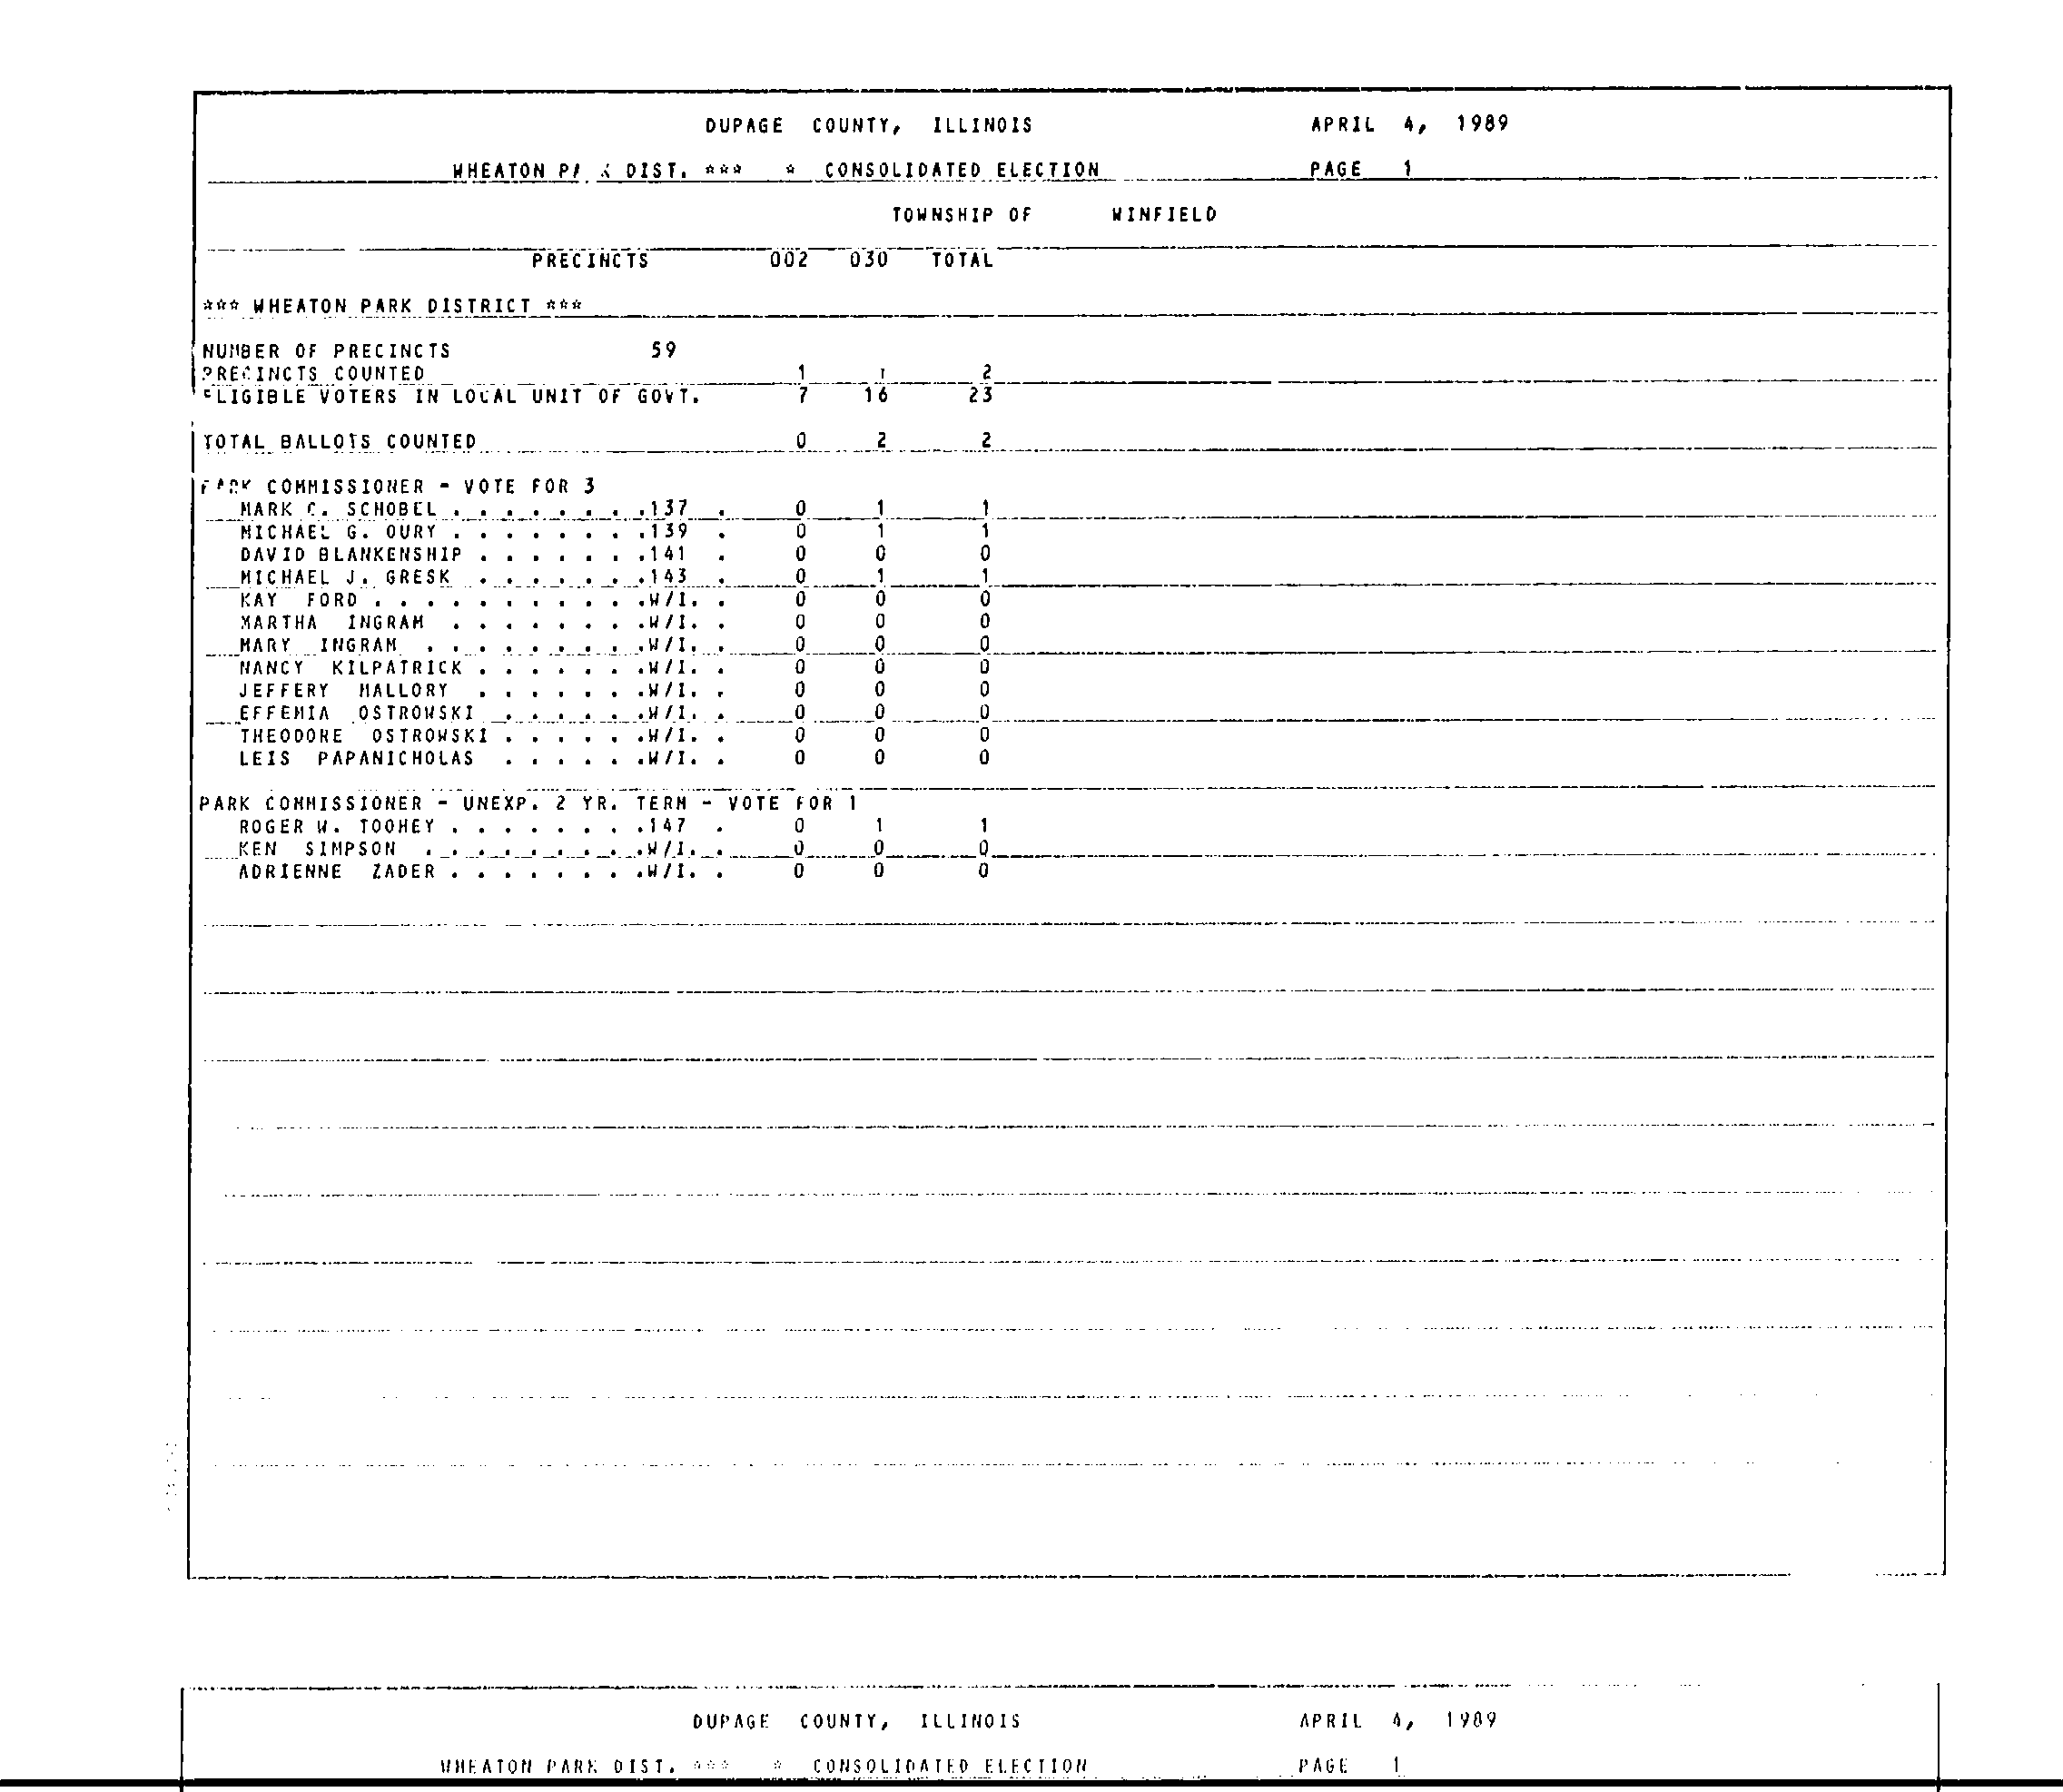 DUPAGE COUNTY, ILLINOIS APRIL 4, 1989
WHEATON DIST. *** * CONSOLIDATED ELECTION PAGE 1
TOWNSHIP OF WINFIELD
PRECINCTS 002 030 TOTAL
*** WHEATON PARK DISTRICT ***
NUMBER OF PRECINCTS 59
PRECINCTS COUNTED 1 1 2
ELIGIBLE VOTERS IN LOCAL UNIT OF GOVT. 7 16 23
TOTAL BALLOTS COUNTED 0 2 2
PARK COMMISSIONER - VOTE FOR 3
MARK C. SCHOBEL . . . . . . . .137 . 0 1 1
MICHAEL G. OURY . . . . . . . .139 . 0 1 1
DAVID BLANKENSHIP . . . . . . .141 . 0 0 0
MICHAEL J. GRESK . . . . . . .143 . 0 1 1
KAY FORD . . . . . . . . . . .W/I. . 0 0 0
MARTHA INGRAM . . . . . . . .W/I. . 0 0 0
MARY INGRAM . . . . . . . . .W/I. . 0 0 0
NANCY KILPATRICK . . . . . . .W/I. . 0 0 0
JEFFERY MALLORY . . . . . . .W/I. . 0 0 0
EFFEMIA OSTROWSKI . . . . . .W/I. . 0 0 0
THEODORE OSTROWSKI . . . . . .W/I. . 0 0 0
LEIS PAPANICHOLAS . . . . . .W/I. . 0 0 0
PARK COMMISSIONER - UNEXP. 2 YR. TERM - VOTE FOR 1
ROGER W. TOOHEY . . . . . . . .147 . 0 1 1
KEN SIMPSON . . . . . . . . .W/I. . 0 0 0
ADRIENNE ZADER . . . . . . . .W/I. . 0 0 0
DUPAGE COUNTY, ILLINOIS APRIL 4, 1989
WHEATON PARK DIST. *** * CONSOLIDATED ELECTION PAGE 1